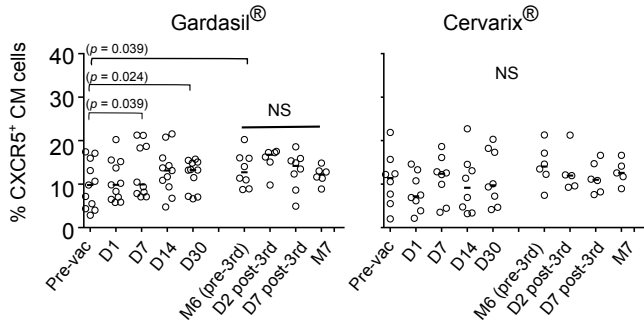 Gardasil®
Cervarix®
% CXCR5⁺ CM cells
40
30
20
10
0
(p = 0.039)
(p = 0.024)
(p = 0.039)
NS
NS
Pre-vac
D1
D7
D14
D30
M6 (pre-3rd)
D2 post-3rd
D7 post-3rd
M7
Pre-vac
D1
D7
D14
D30
M6 (pre-3rd)
D2 post-3rd
D7 post-3rd
M7